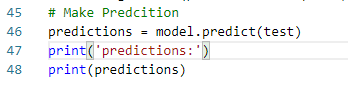 45 # Make Predcition
46 predictions = model.predict(test)
47 print('predictions:')
48 print(predictions)